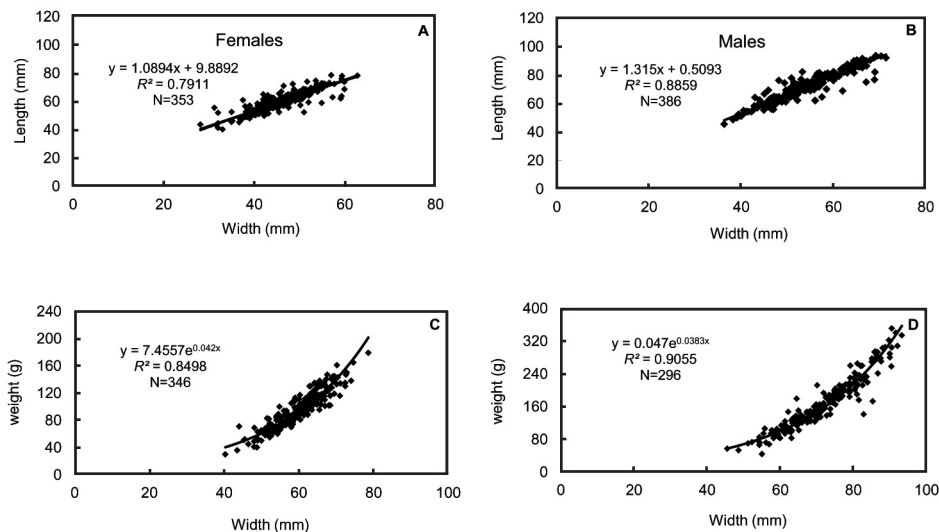 Females
A
y = 1.0894x + 9.8892
R² = 0.7911
N=353
Length (mm)
120
100
80
60
40
20
0
0 20 40 60 80
Width (mm)
Males
B
y = 1.315x + 0.5093
R² = 0.8859
N=386
Length (mm)
120
100
80
60
40
20
0
0 20 40 60 80
Width (mm)
C
y = 7.4557e^0.042x
R² = 0.8498
N=346
weight (g)
240
200
160
120
80
40
0
0 20 40 60 80 100
Width (mm)
D
y = 0.047e^0.0383x
R² = 0.9055
N=296
weight (g)
400
320
240
160
80
0
0 20 40 60 80 100
Width (mm)